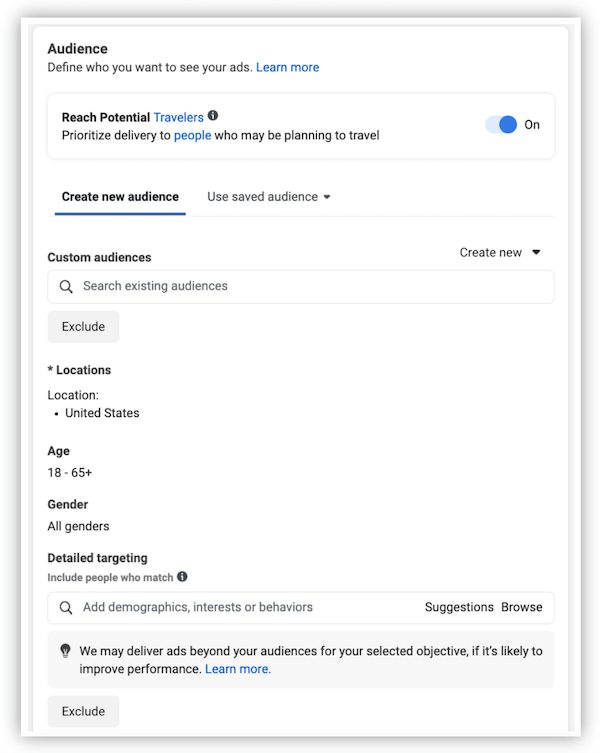 Audience
Define who you want to see your ads. Learn more
Reach Potential Travelers
On
Prioritize delivery to people who may be planning to travel
Create new audience
Use saved audience
Custom audiences
Create new
Search existing audiences
Exclude
* Locations
Location:
• United States
Age
18 - 65+
Gender
All genders
Detailed targeting
Include people who match
Add demographics, interests or behaviors
Suggestions Browse
We may deliver ads beyond your audiences for your selected objective, if it's likely to
improve performance. Learn more.
Exclude